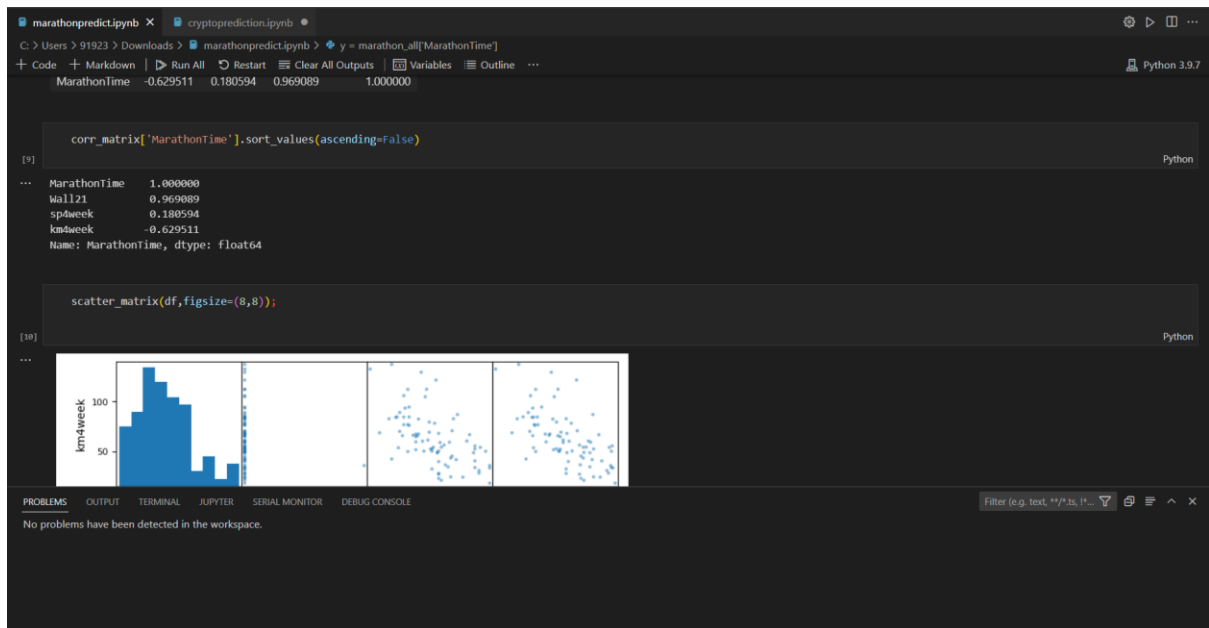 marathonpredict.ipynb cryptoprediction.ipynb
C: > Users > 91923 > Downloads > marathonpredict.ipynb > y = marathon_all['MarathonTime']
+ Code + Markdown | Run All Restart Clear All Outputs | Variables Outline ··· Python 3.9.7
MarathonTime -0.629511 0.180594 0.969089 1.000000
corr_matrix['MarathonTime'].sort_values(ascending=False)
[9] Python
··· MarathonTime 1.000000
Wall21 0.969089
sp4week 0.180594
km4week -0.629511
Name: MarathonTime, dtype: float64
scatter_matrix(df,figsize=(8,8));
[10] Python
···
km4week
100
50
PROBLEMS OUTPUT TERMINAL JUPYTER SERIAL MONITOR DEBUG CONSOLE Filter (e.g. text, **/*.ts, !*...
No problems have been detected in the workspace.